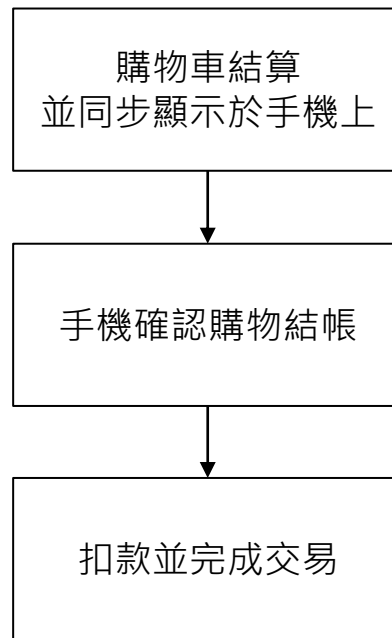 購物車結算
並同步顯示於手機上
手機確認購物結帳
扣款並完成交易